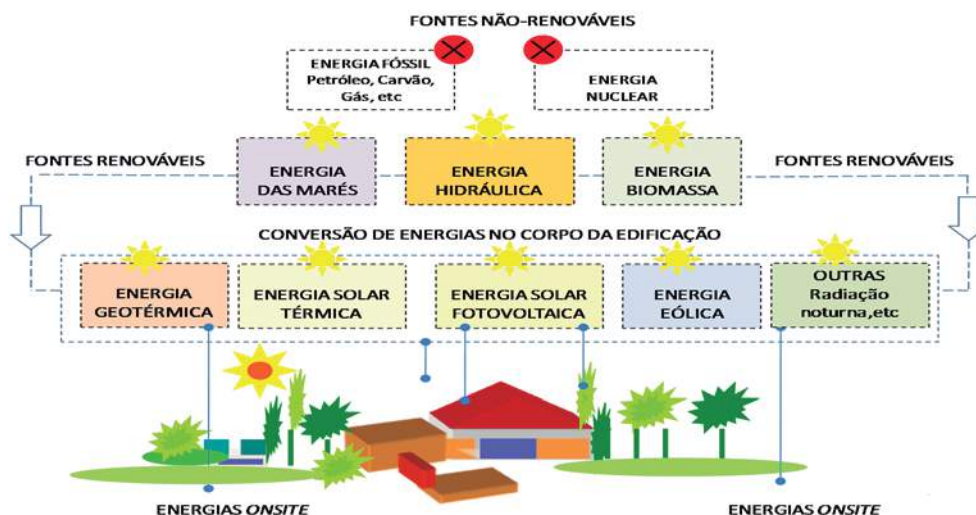 FONTES NÃO-RENOVÁVEIS
ENERGIA FÓSSIL
Petróleo, Carvão,
Gás, etc
ENERGIA
NUCLEAR
FONTES RENOVÁVEIS
ENERGIA
DAS MARÉS
ENERGIA
HIDRÁULICA
ENERGIA
BIOMASSA
FONTES RENOVÁVEIS
CONVERSÃO DE ENERGIAS NO CORPO DA EDIFICAÇÃO
ENERGIA
GEOTÉRMICA
ENERGIA SOLAR
TÉRMICA
ENERGIA SOLAR
FOTOVOLTAICA
ENERGIA
EÓLICA
OUTRAS
Radiação
noturna,etc
ENERGIAS ONSITE
ENERGIAS ONSITE